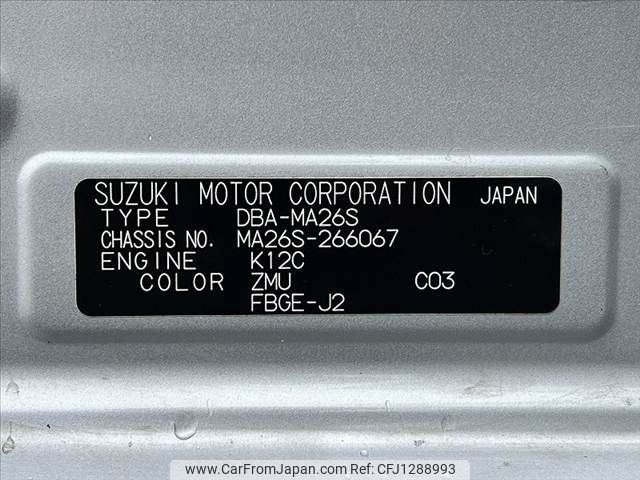 SUZUKI MOTOR CORPORATION JAPAN
TYPE DBA-MA26S
CHASSIS NO. MA26S-266067
ENGINE K12C
COLOR ZMU C03
FBGE-J2
www.CarFromJapan.com | ID: CFJ1288993